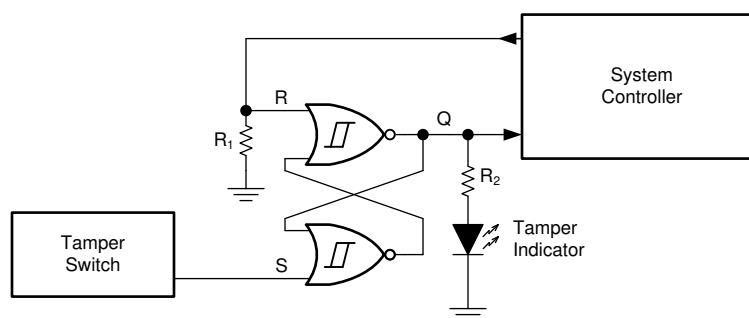 System
Controller
R
Q
R1
R2
Tamper
Switch
S
Tamper
Indicator